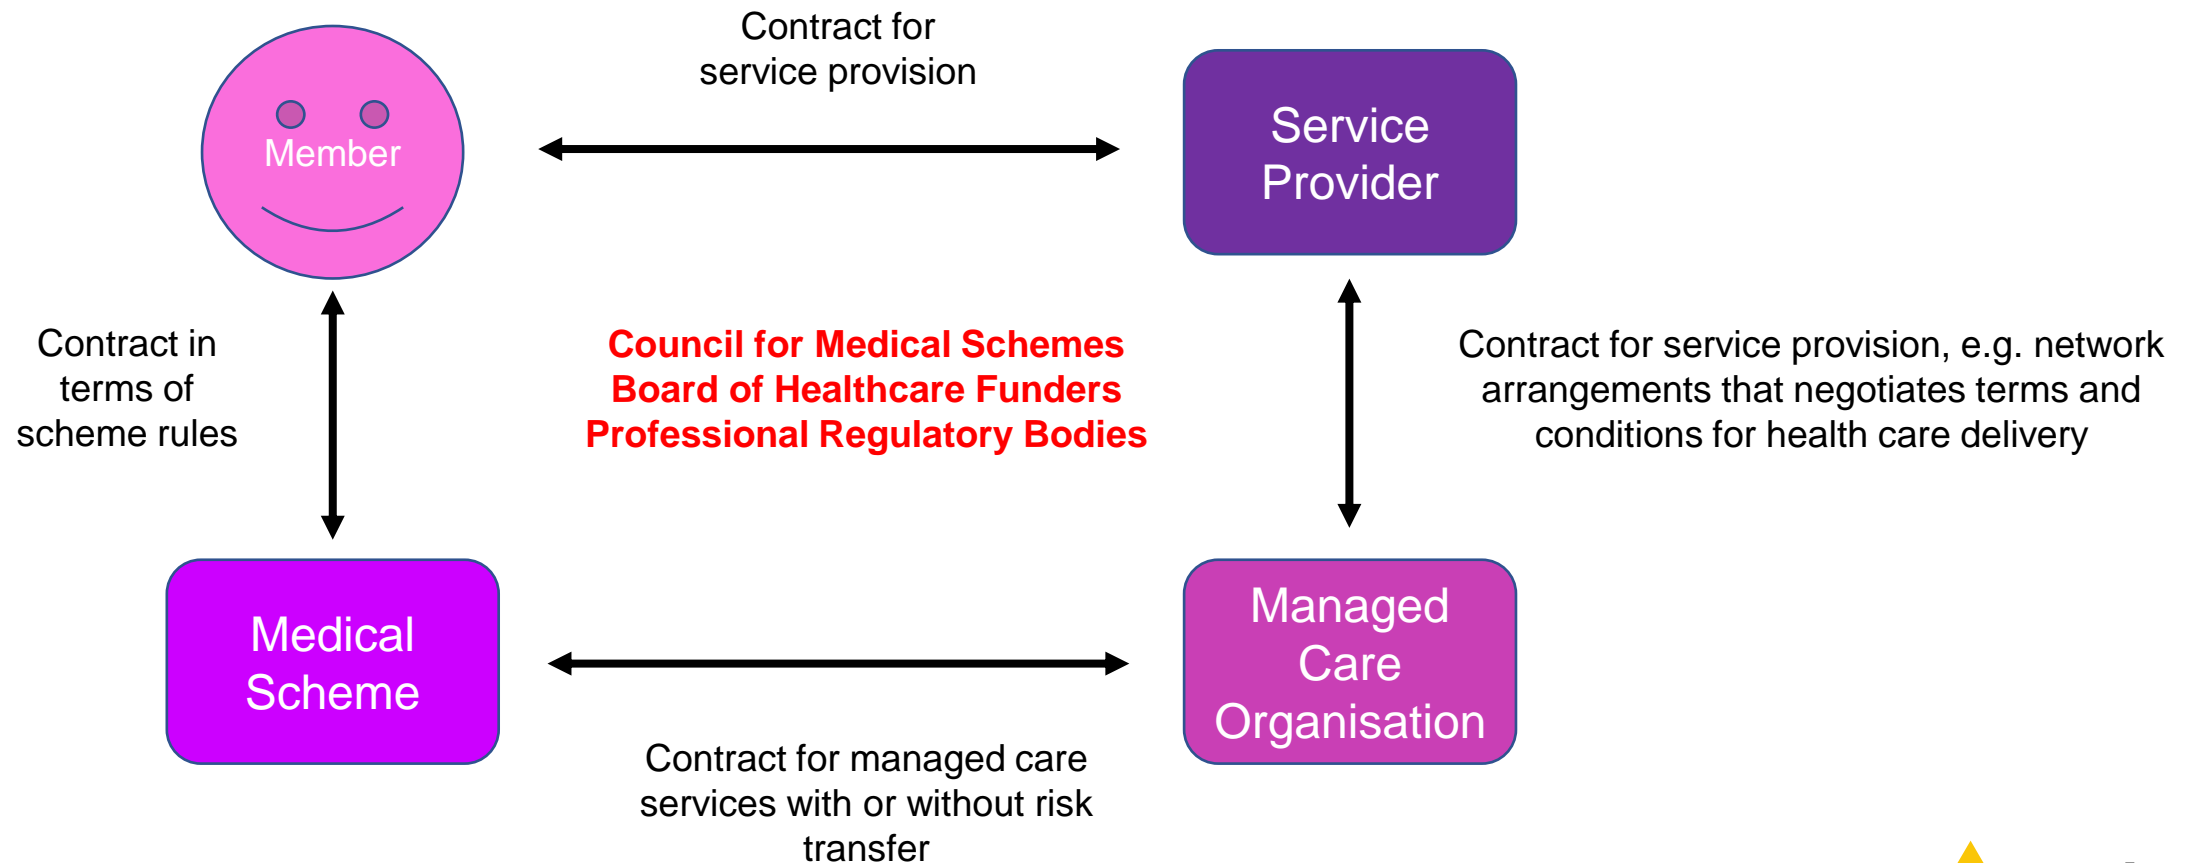 Contract for
service provision
Member
Service
Provider
Contract in
terms of
scheme rules
Council for Medical Schemes
Board of Healthcare Funders
Professional Regulatory Bodies
Contract for service provision, e.g. network
arrangements that negotiates terms and
conditions for health care delivery
Medical
Scheme
Managed
Care
Organisation
Contract for managed care
services with or without risk
transfer